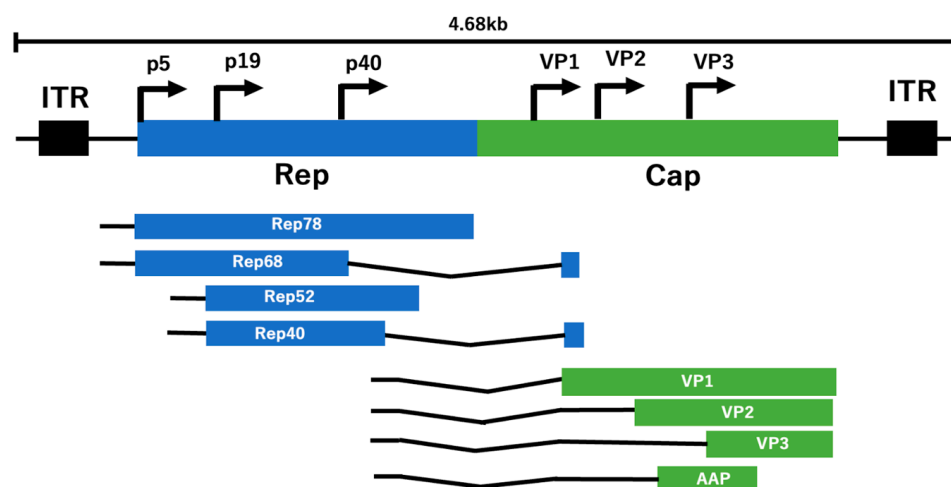 4.68kb
p5 p19 p40 VP1 VP2 VP3
ITR ITR
Rep Cap
Rep78
Rep68
Rep52
Rep40
VP1
VP2
VP3
AAP